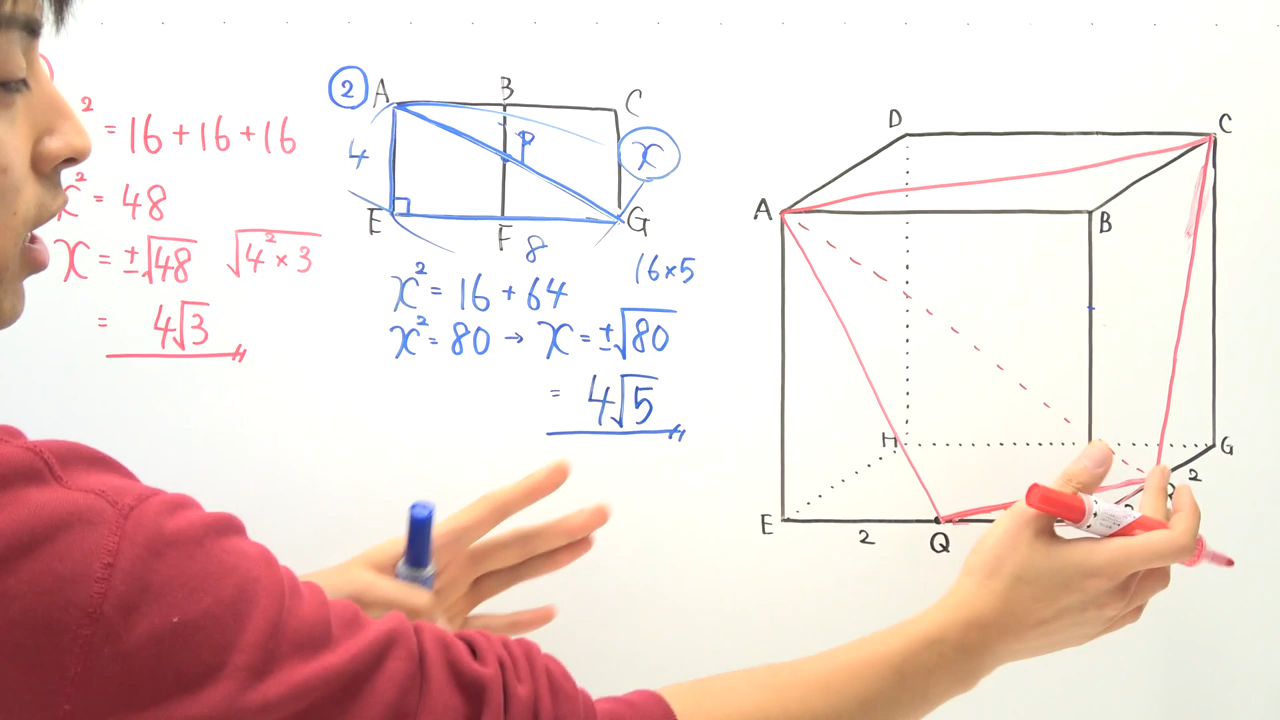 ² = 16 + 16 + 16
x² = 48
x = ±√48 √4²×3
= 4√3
②
A B C
4 P x
E F G
8
x² = 16 + 64 16×5
x² = 80 → x = ±√80
= 4√5
D C
A B
H G
2
E 2 Q